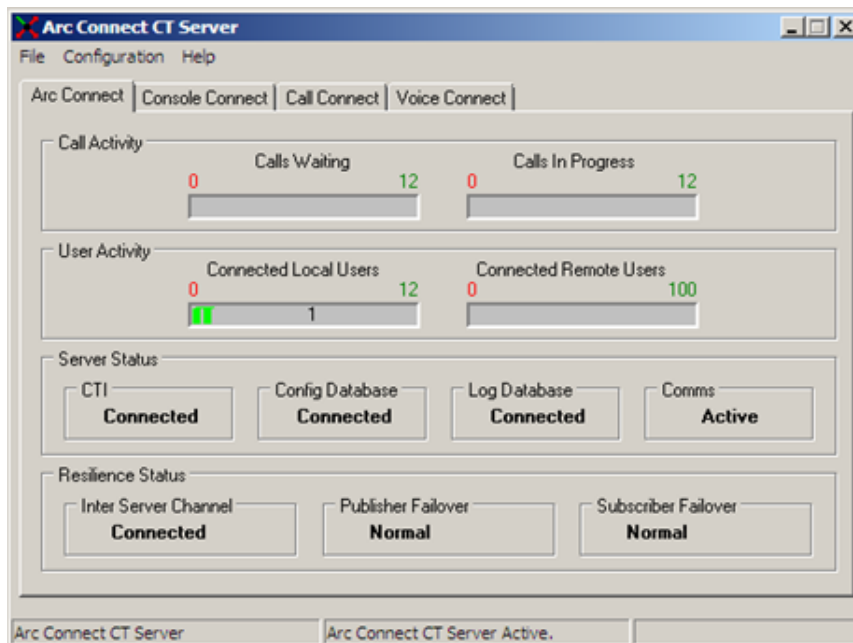 Arc Connect CT Server
File Configuration Help
Arc Connect Console Connect Call Connect Voice Connect
Call Activity
Calls Waiting Calls In Progress
0 12 0 12
User Activity
Connected Local Users Connected Remote Users
0 12 0 100
1
Server Status
CTI Config Database Log Database Comms
Connected Connected Connected Active
Resilience Status
Inter Server Channel Publisher Failover Subscriber Failover
Connected Normal Normal
Arc Connect CT Server Arc Connect CT Server Active.